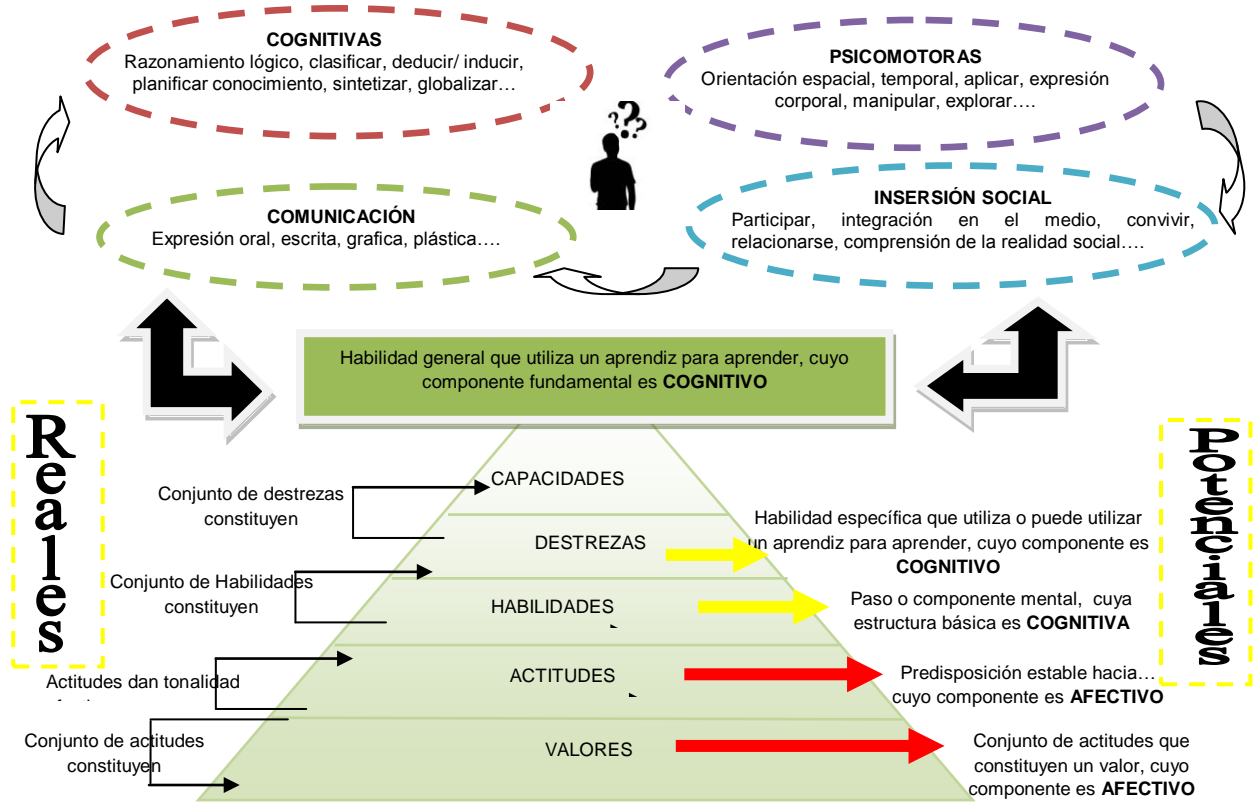 COGNITIVAS
Razonamiento lógico, clasificar, deducir/ inducir,
planificar conocimiento, sintetizar, globalizar…
PSICOMOTORAS
Orientación espacial, temporal, aplicar, expresión
corporal, manipular, explorar….
???
COMUNICACIÓN
Expresión oral, escrita, grafica, plástica….
INSERSIÓN SOCIAL
Participar, integración en el medio, convivir,
relacionarse, comprensión de la realidad social….
Habilidad general que utiliza un aprendiz para aprender, cuyo
componente fundamental es COGNITIVO
Reales
Potenciales
CAPACIDADES
Conjunto de destrezas
constituyen
DESTREZAS
Habilidad específica que utiliza o puede utilizar
un aprendiz para aprender, cuyo componente es
COGNITIVO
Conjunto de Habilidades
constituyen
HABILIDADES
Paso o componente mental, cuya
estructura básica es COGNITIVA
Actitudes dan tonalidad
ACTITUDES
Predisposición estable hacia…
cuyo componente es AFECTIVO
Conjunto de actitudes
constituyen
VALORES
Conjunto de actitudes que
constituyen un valor, cuyo
componente es AFECTIVO